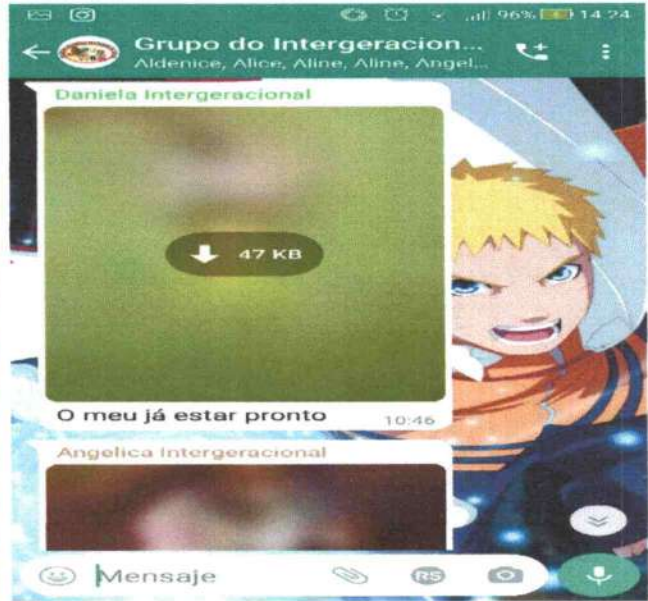 96% 14:24
Grupo do Intergeracion...
Aldenice, Alice, Aline, Aline, Angel...
Daniela Intergeracional
47 KB
O meu já estar pronto 10:46
Angelica Intergeracional
Mensaje R$